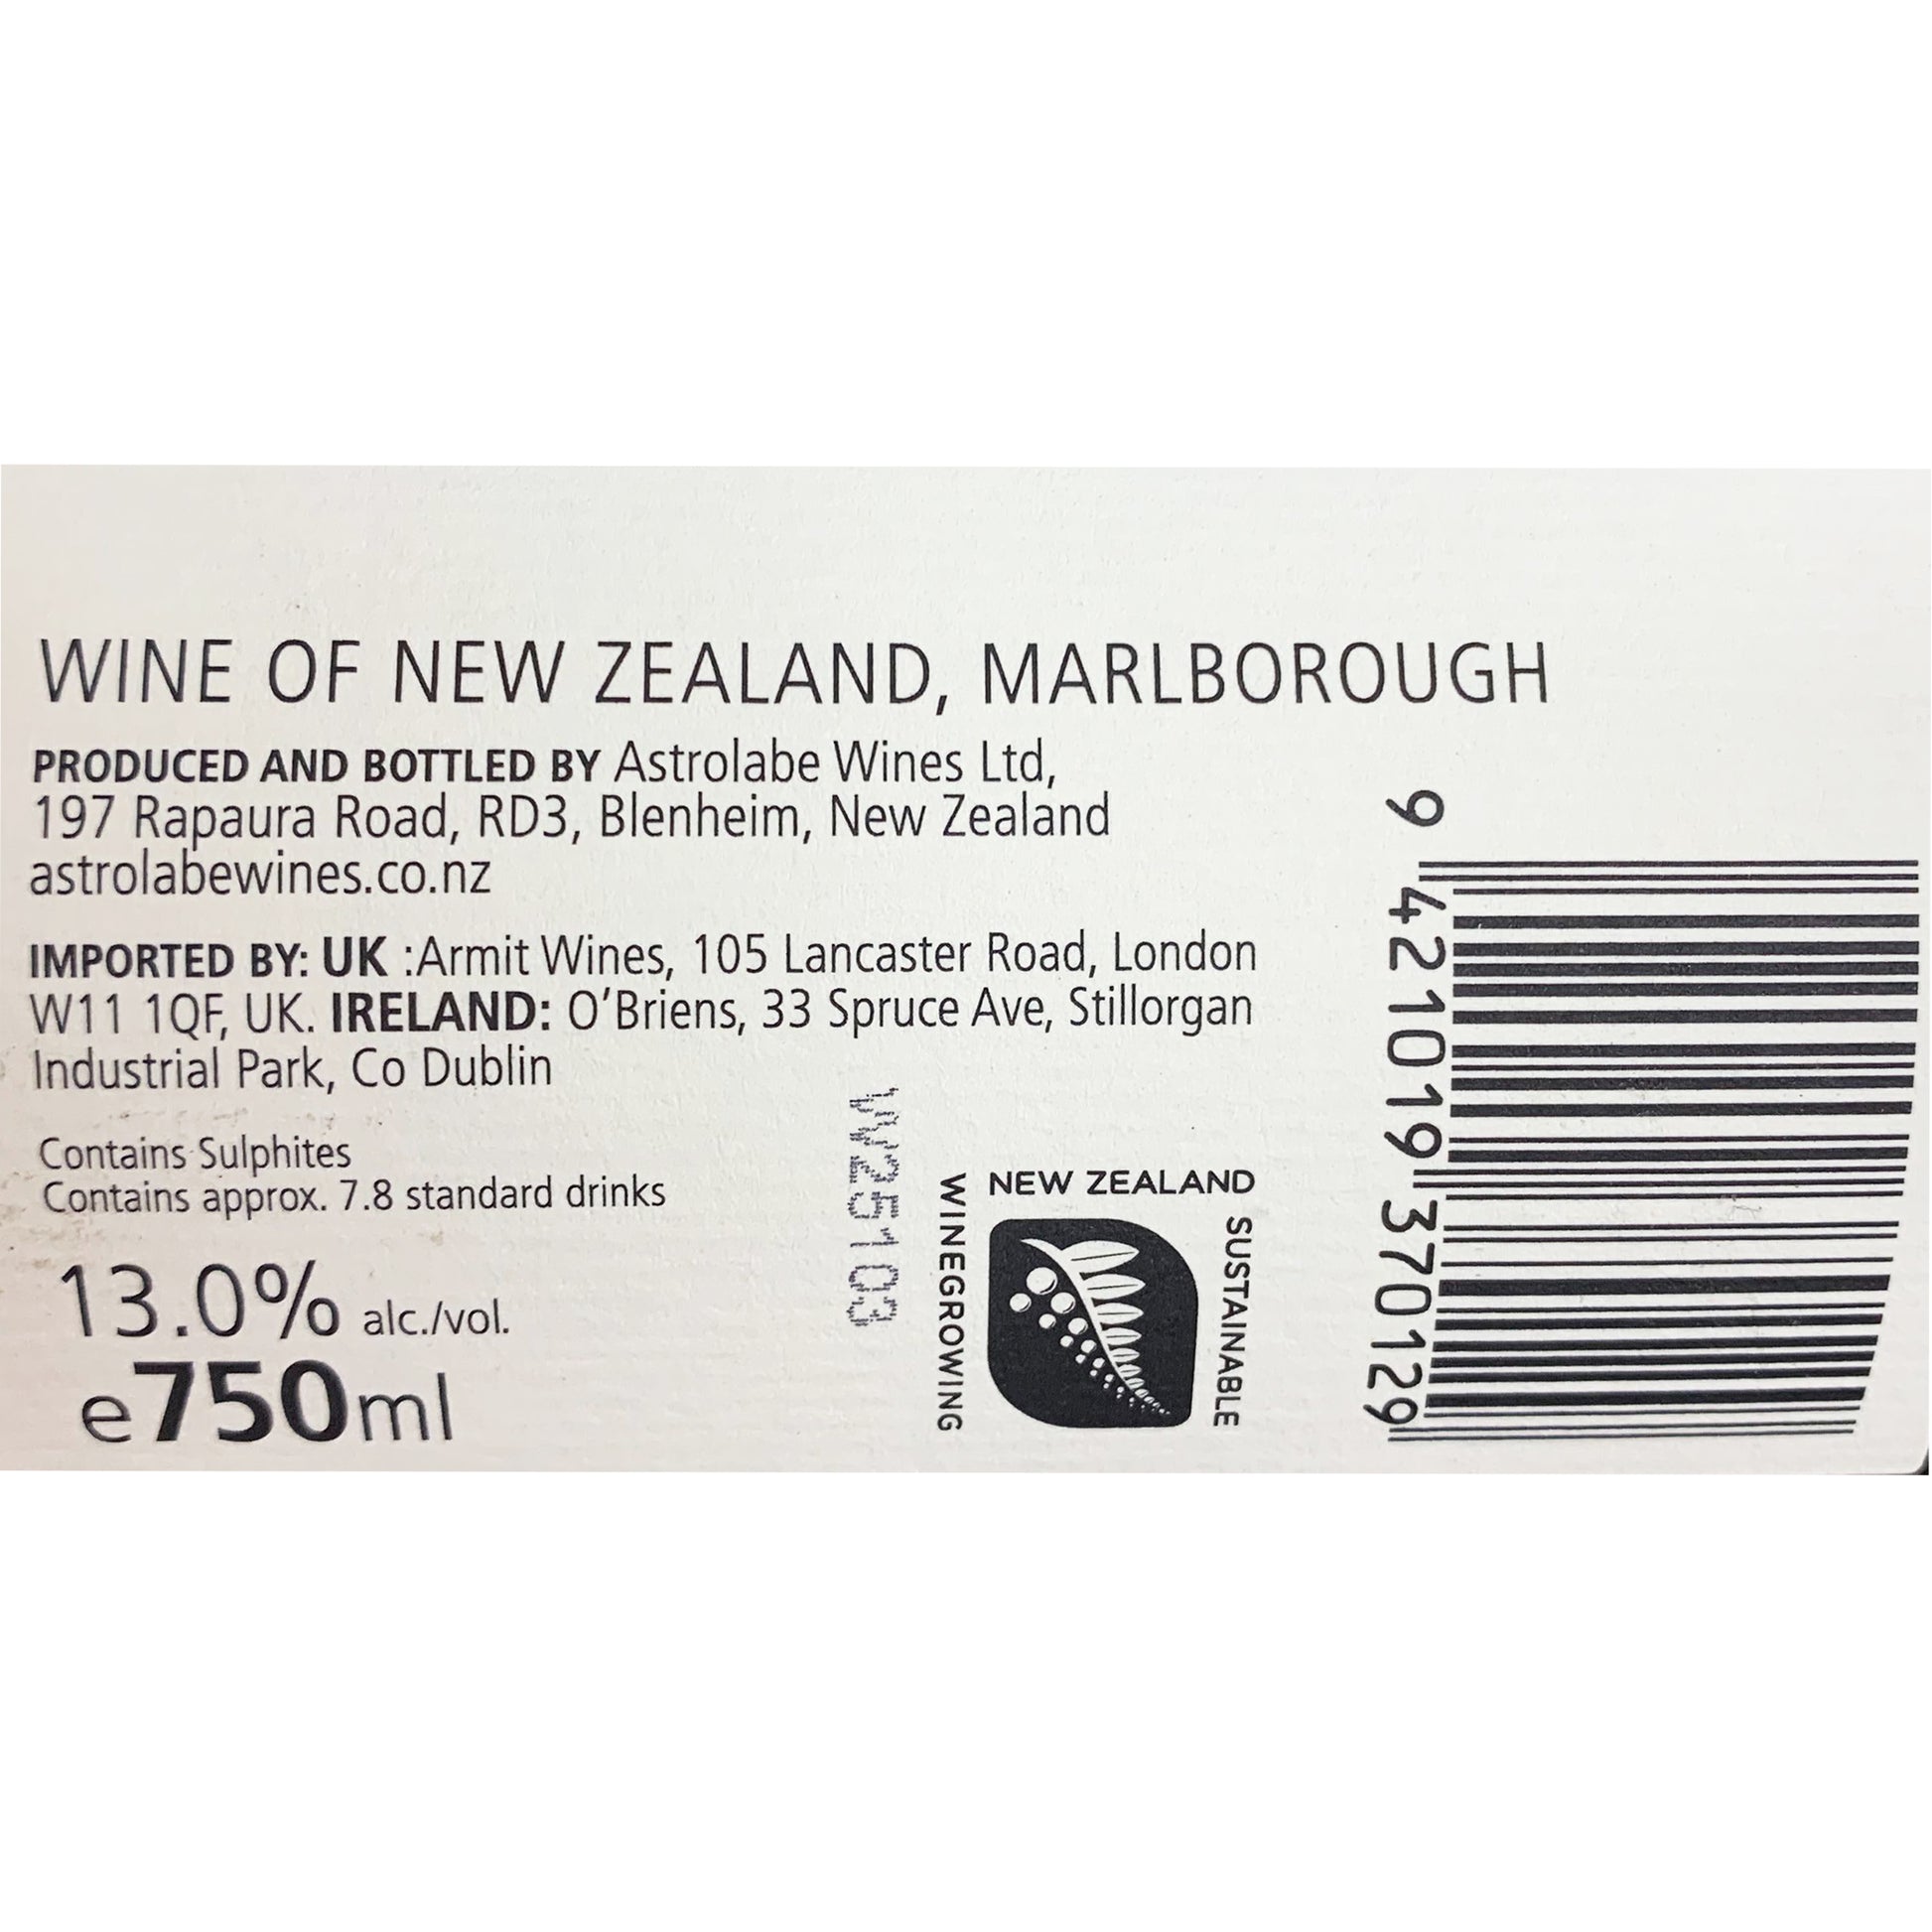 WINE OF NEW ZEALAND, MARLBOROUGH
PRODUCED AND BOTTLED BY Astrolabe Wines Ltd,
197 Rapaura Road, RD3, Blenheim, New Zealand
astrolabewines.co.nz
IMPORTED BY: UK :Armit Wines, 105 Lancaster Road, London
W11 1QF, UK. IRELAND: O'Briens, 33 Spruce Ave, Stillorgan
Industrial Park, Co Dublin
Contains Sulphites
Contains approx. 7.8 standard drinks
13.0% alc./vol.
e750ml
W25103
NEW ZEALAND
SUSTAINABLE
WINEGROWING
9 421019 370129